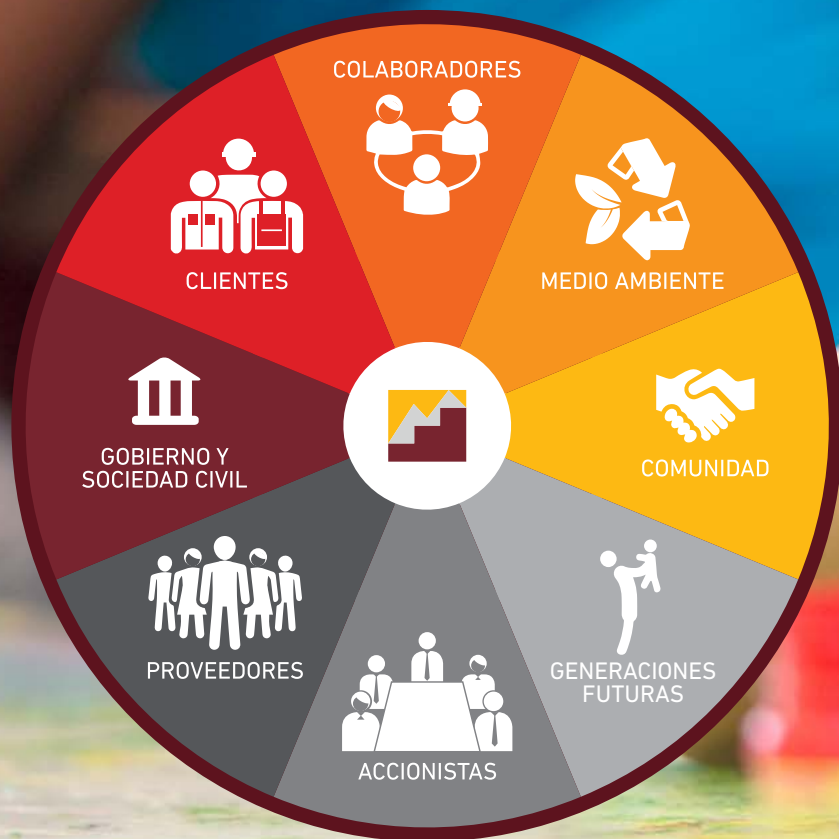 COLABORADORES
MEDIO AMBIENTE
COMUNIDAD
GENERACIONES
FUTURAS
ACCIONISTAS
PROVEEDORES
GOBIERNO Y
SOCIEDAD CIVIL
CLIENTES